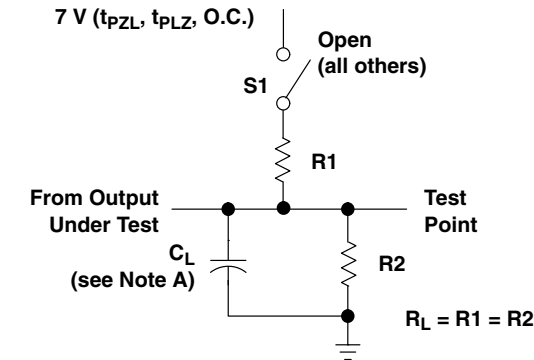 7 V (tPZL, tPLZ, O.C.)
Open
(all others)
S1
R1
From Output
Under Test
Test
Point
CL
(see Note A)
R2
RL = R1 = R2